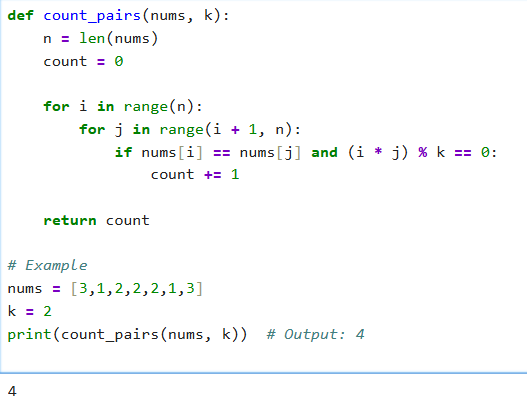 def count_pairs(nums, k):
    n = len(nums)
    count = 0
    for i in range(n):
        for j in range(i + 1, n):
            if nums[i] == nums[j] and (i * j) % k == 0:
                count += 1
    return count
# Example
nums = [3,1,2,2,2,1,3]
k = 2
print(count_pairs(nums, k))  # Output: 4
4